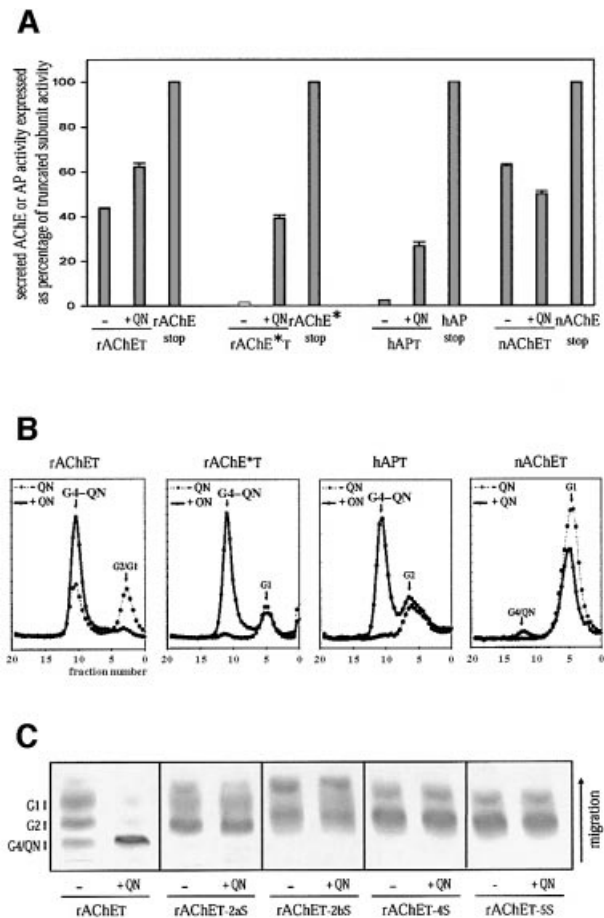 A
secreted AChE or AP activity expressed
as percentage of truncated subunit activity
100
80
60
40
20
0
– +QN rAChE stop
rAChET
– +QN rAChE* stop
rAChE*T
– +QN hAP stop
hAPT
– +QN nAChE stop
nAChET
B
rAChET rAChE*T hAPT nAChET
- QN
+ QN
G4–QN
G2/G1
20 10 5 0
fraction number
- QN
+ QN
G4–QN
G1
20 15 10 5 0
- QN
+ QN
G4–QN
G2
20 15 10 5 0
- QN
+ QN
G1
G4/QN
20 15 10 5 0
C
G1
G2
G4/QN
migration
– +QN – +QN – +QN – +QN – +QN
rAChET rAChET-2aS rAChET-2bS rAChET-4S rAChET-5S